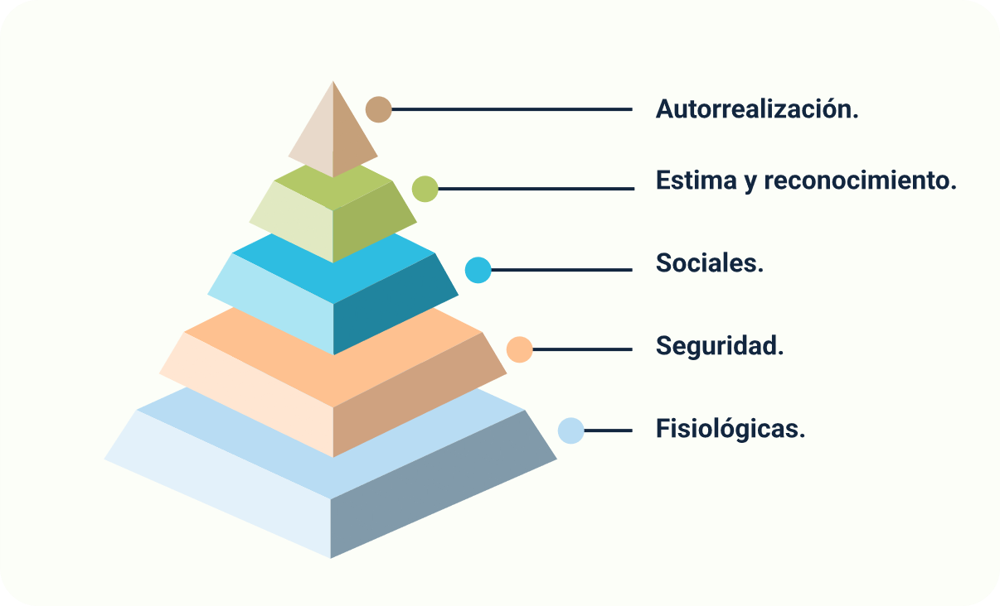 Autorrealización.
Estima y reconocimiento.
Sociales.
Seguridad.
Fisiológicas.